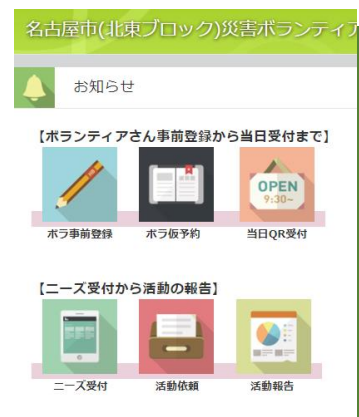 名古屋市(北東ブロック)災害ボランティア
お知らせ
【ボランティアさん事前登録から当日受付まで】
OPEN
9:30~
ボラ事前登録 ボラ仮予約 当日QR受付
【ニーズ受付から活動の報告】
ニーズ受付 活動依頼 活動報告